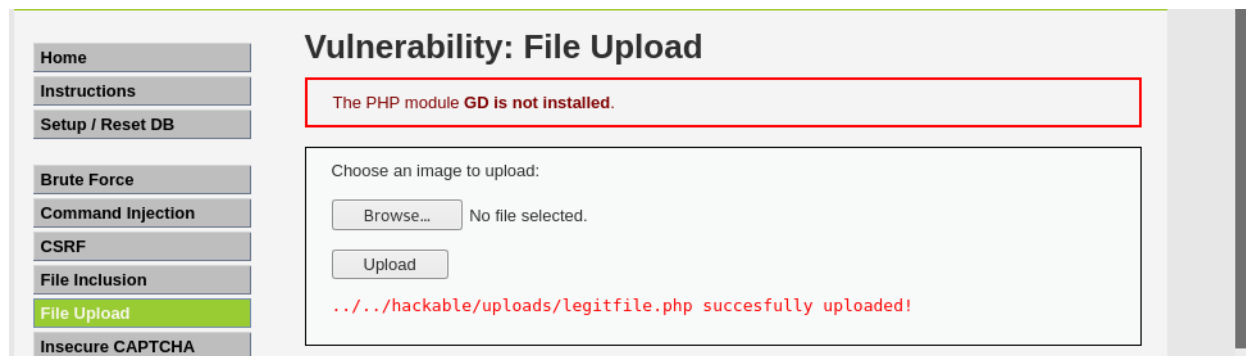 Home
Instructions
Setup / Reset DB
Brute Force
Command Injection
CSRF
File Inclusion
File Upload
Insecure CAPTCHA
Vulnerability: File Upload
The PHP module GD is not installed.
Choose an image to upload:
Browse... No file selected.
Upload
../../hackable/uploads/legitfile.php succesfully uploaded!